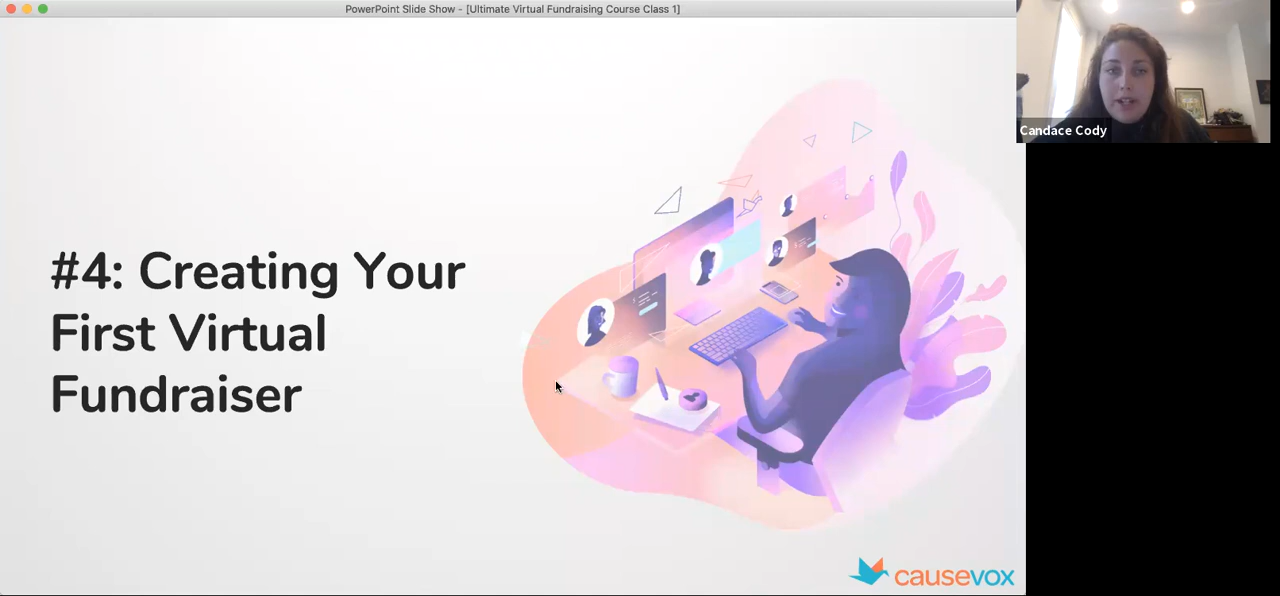 PowerPoint Slide Show - [Ultimate Virtual Fundraising Course Class 1]
Candace Cody
#4: Creating Your
First Virtual
Fundraiser
causevox